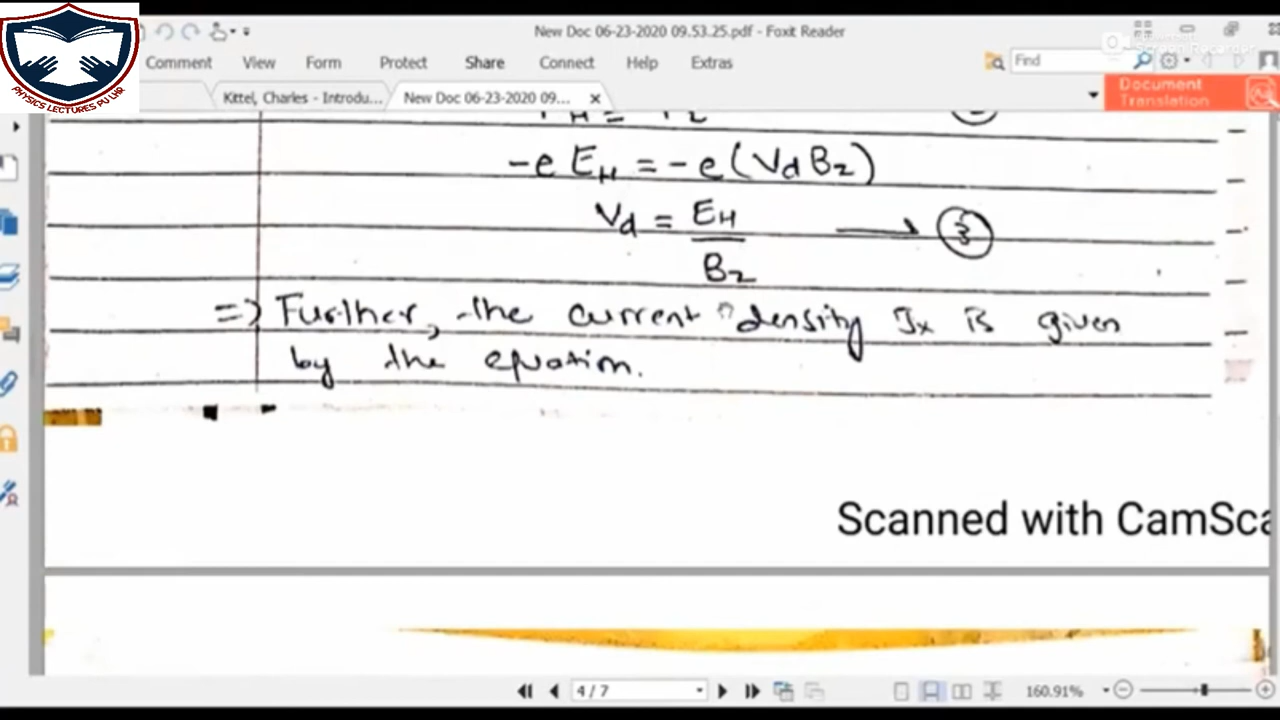 New Doc 06-23-2020 09.53.25.pdf - Foxit Reader
Comment View Form Protect Share Connect Help Extras
Find
Screen Recorder
Kittel, Charles - Introdu... New Doc 06-23-2020 09... ×
Document
Translation
PHYSICS LECTURES PU LHR
-e E_H = -e(V_d B_z)
V_d = E_H / B_z → ③
=> Further, the current density J_x is given
by the equation.
Scanned with CamSca
4 / 7
160.91%